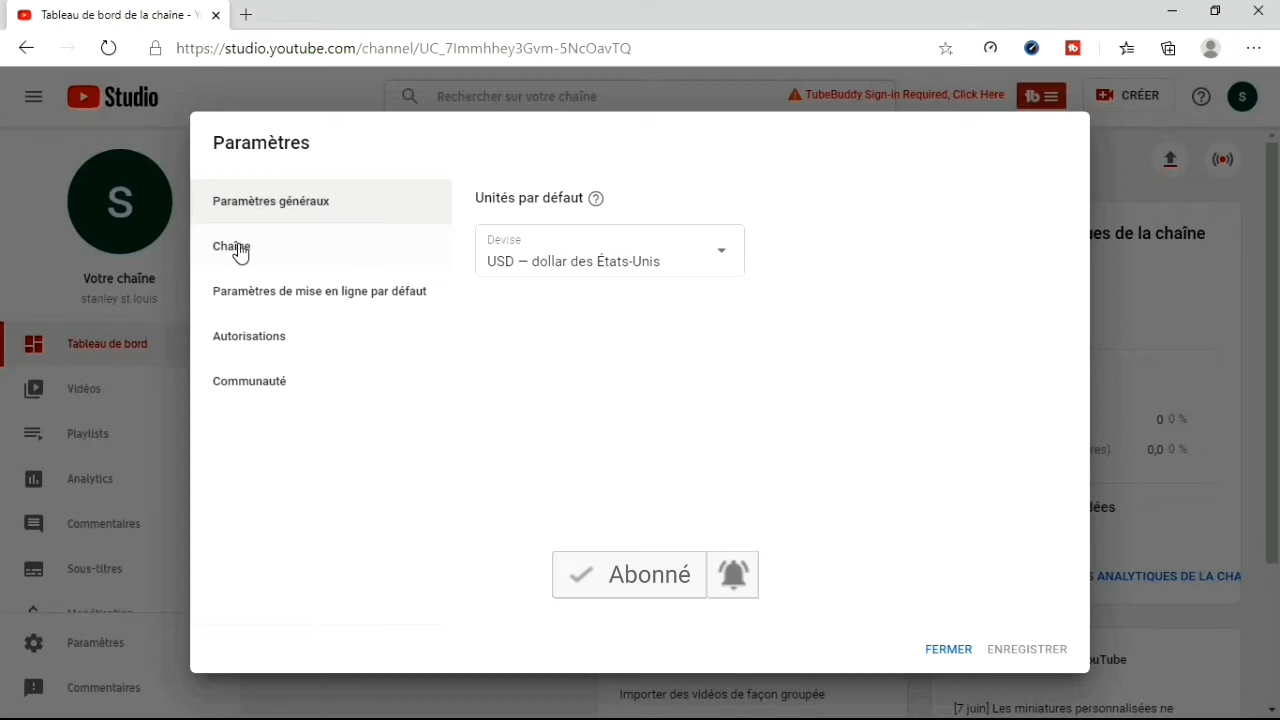 Tableau de bord de la chaîne -
https://studio.youtube.com/channel/UC_7Immhhey3Gvm-5NcOavTQ
Studio
Rechercher sur votre chaîne
TubeBuddy Sign-in Required, Click Here
tb
CRÉER
S
Paramètres
Paramètres généraux
Chaîne
Paramètres de mise en ligne par défaut
Autorisations
Communauté
Unités par défaut
Devise
USD — dollar des États-Unis
Abonné
FERMER
ENREGISTRER
S
Votre chaîne
stanley st louis
Tableau de bord
Vidéos
Playlists
Analytics
Commentaires
Sous-titres
Paramètres
Commentaires
es de la chaîne
0 0 %
res) 0,0 0 %
ées
ANALYTIQUES DE LA CHA
uTube
Importer des vidéos de façon groupée
[7 juin] Les miniatures personnalisées ne